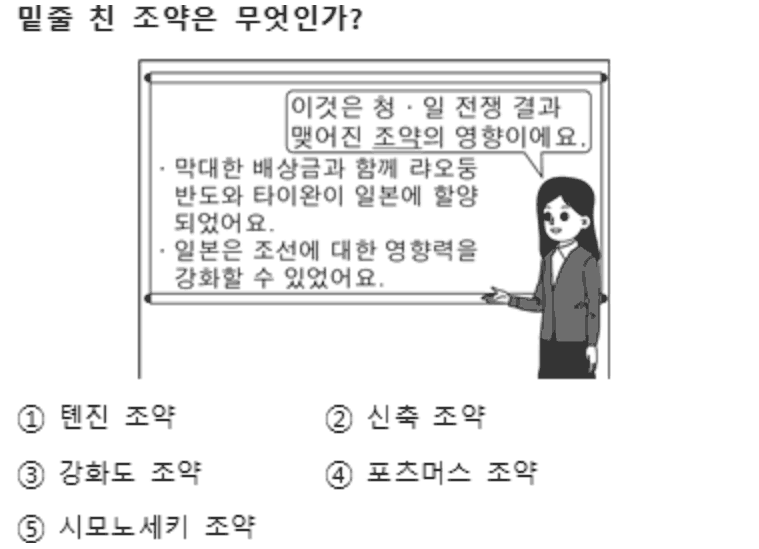 밑줄 친 조약은 무엇인가?
이것은 청·일 전쟁 결과
맺어진 조약의 영향이에요.
· 막대한 배상금과 함께 랴오둥
반도와 타이완이 일본에 할양
되었어요.
· 일본은 조선에 대한 영향력을
강화할 수 있었어요.
① 톈진 조약
② 신축 조약
③ 강화도 조약
④ 포츠머스 조약
⑤ 시모노세키 조약